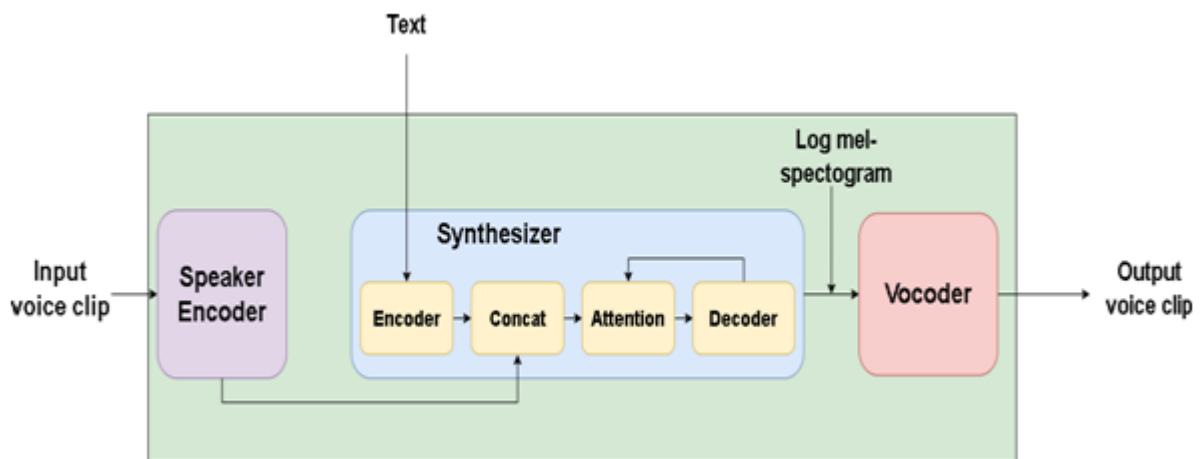 Text
Log mel-
spectogram
Synthesizer
Input
voice clip
Speaker
Encoder
Encoder
Concat
Attention
Decoder
Vocoder
Output
voice clip